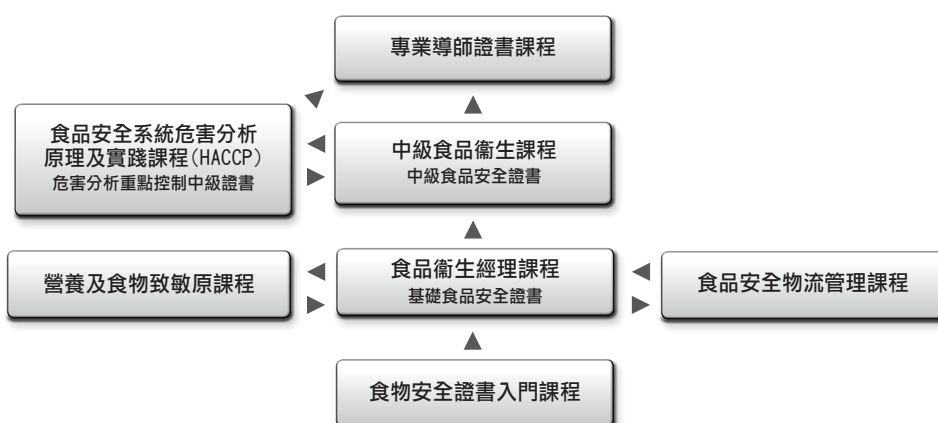 專業導師證書課程
食品安全系統危害分析
原理及實踐課程(HACCP)
危害分析重點控制中級證書
中級食品衞生課程
中級食品安全證書
營養及食物致敏原課程
食品衞生經理課程
基礎食品安全證書
食品安全物流管理課程
食物安全證書入門課程